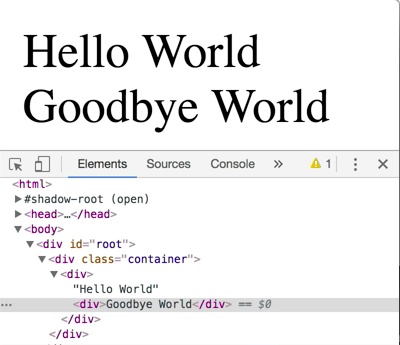 Hello World
Goodbye World
Elements Sources Console » 1
<html>
▶#shadow-root (open)
▶<head>…</head>
▼<body>
▼<div id="root">
▼<div class="container">
▼<div>
"Hello World"
… <div>Goodbye World</div> == $0
</div>
</div>